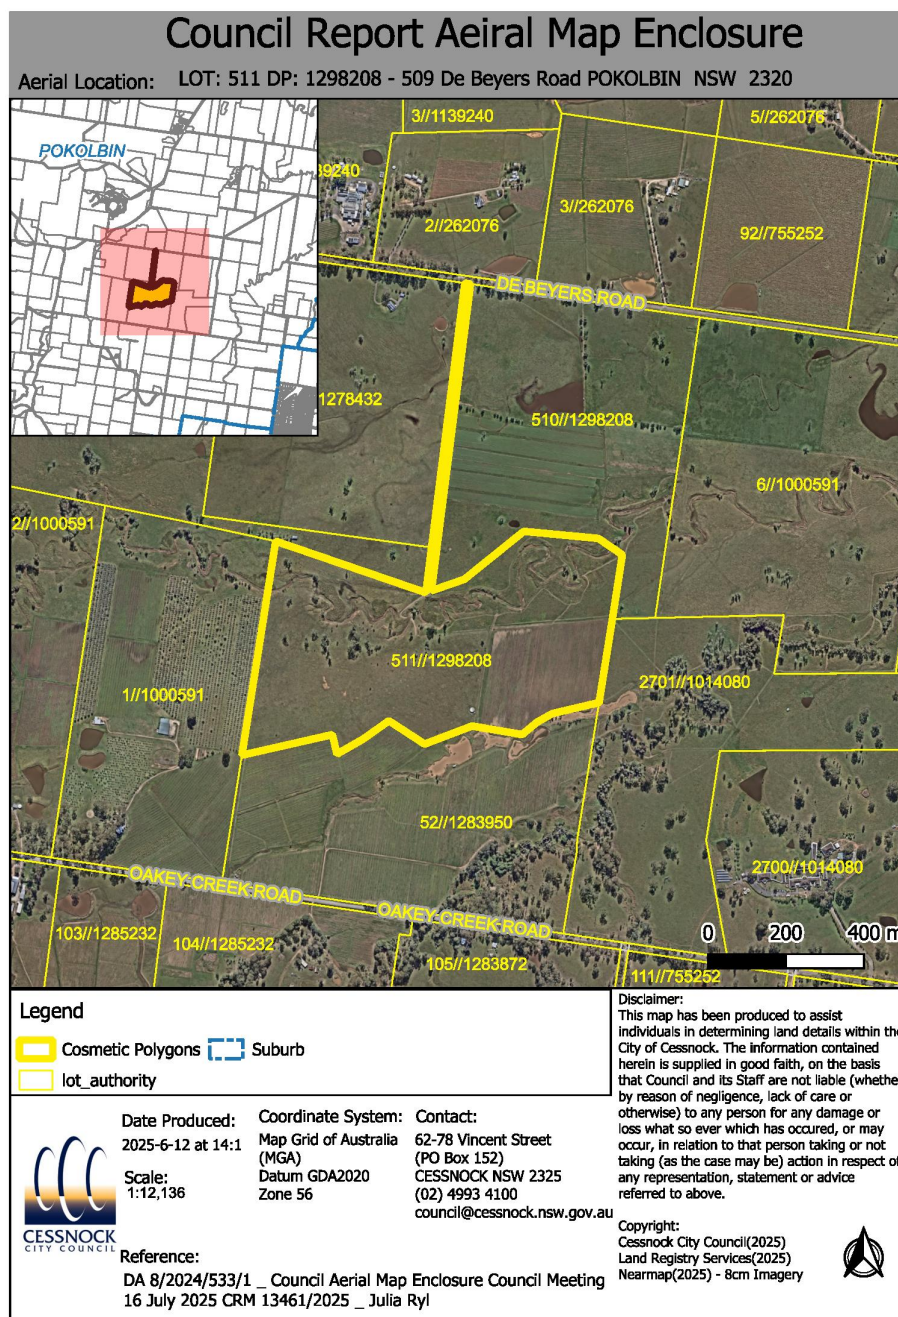 Council Report Aeiral Map Enclosure
Aerial Location: LOT: 511 DP: 1298208 - 509 De Beyers Road POKOLBIN NSW 2320
POKOLBIN
3//1139240
5//262076
39240
2//262076
3//262076
92//755252
DE BEYERS ROAD
1278432
510//1298208
6//1000591
2//1000591
511//1298208
2701//1014080
1//1000591
52//1283950
2700//1014080
OAKEY CREEK ROAD
OAKEY CREEK ROAD
103//1285232
104//1285232
105//1283872
111//755252
0 200 400 m
Legend
Cosmetic Polygons
Suburb
lot_authority
Disclaimer:
This map has been produced to assist
individuals in determining land details within the
City of Cessnock. The information contained
herein is supplied in good faith, on the basis
that Council and its Staff are not liable (whethe
by reason of negligence, lack of care or
otherwise) to any person for any damage or
loss what so ever which has occured, or may
occur, in relation to that person taking or not
taking (as the case may be) action in respect of
any representation, statement or advice
referred to above.
Copyright:
Cessnock City Council(2025)
Land Registry Services(2025)
Nearmap(2025) - 8cm Imagery
CESSNOCK
CITY COUNCIL
Date Produced:
2025-6-12 at 14:1
Scale:
1:12,136
Coordinate System:
Map Grid of Australia
(MGA)
Datum GDA2020
Zone 56
Contact:
62-78 Vincent Street
(PO Box 152)
CESSNOCK NSW 2325
(02) 4993 4100
council@cessnock.nsw.gov.au
Reference:
DA 8/2024/533/1 _ Council Aerial Map Enclosure Council Meeting
16 July 2025 CRM 13461/2025 _ Julia Ryl